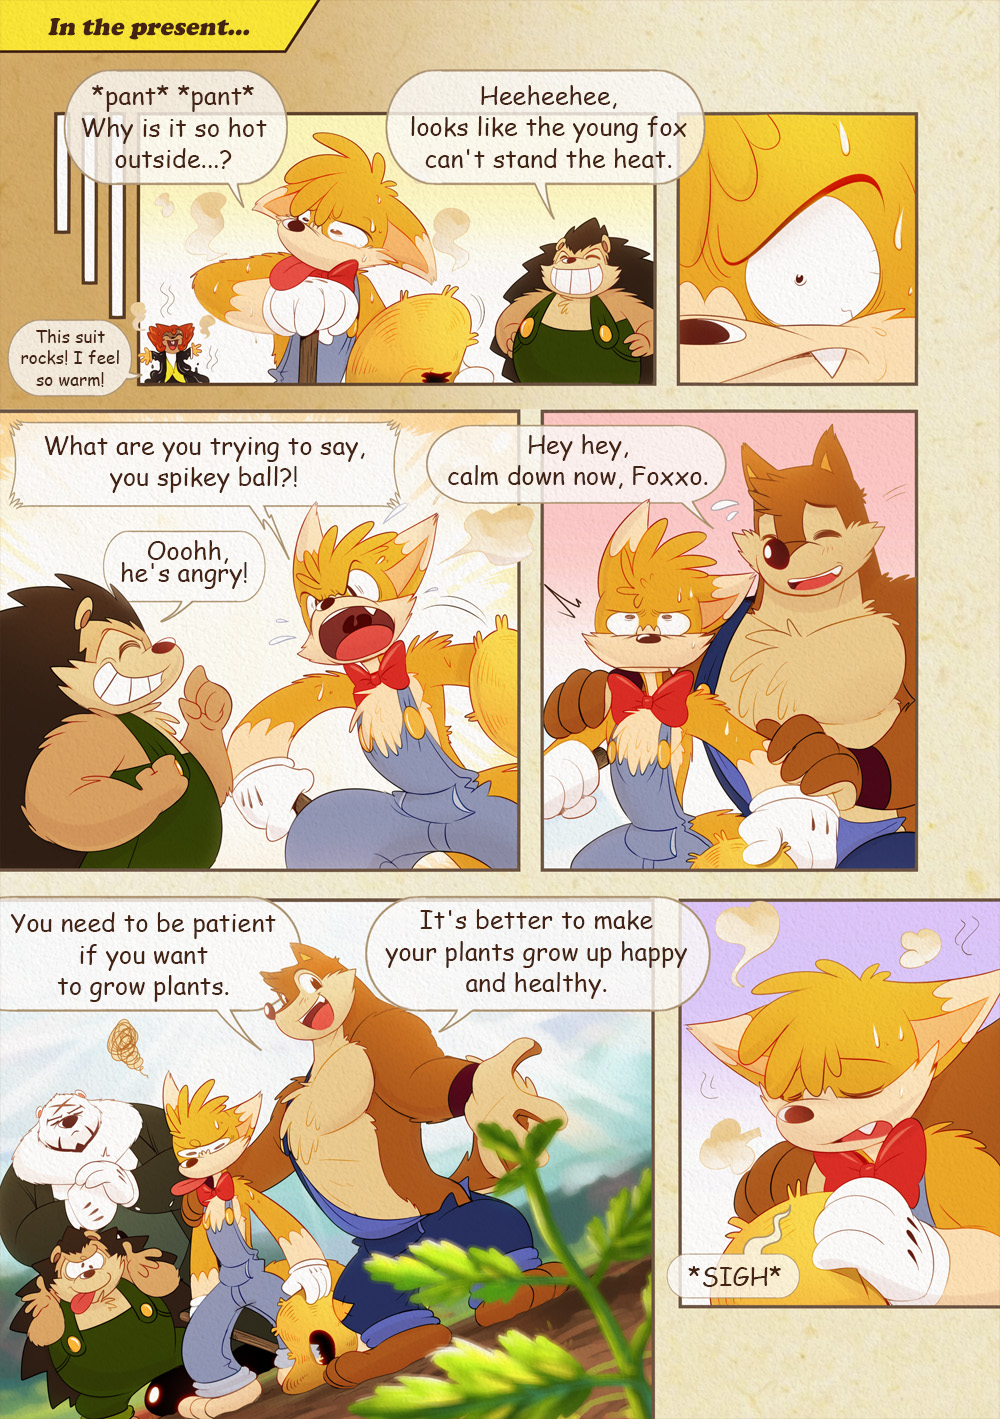 In the present...
*pant* *pant*
Why is it so hot
outside...?
Heeheehee,
looks like the young fox
can't stand the heat.
This suit
rocks! I feel
so warm!
What are you trying to say,
you spikey ball?!
Ooohh,
he's angry!
Hey hey,
calm down now, Foxxo.
You need to be patient
if you want
to grow plants.
It's better to make
your plants grow up happy
and healthy.
*SIGH*